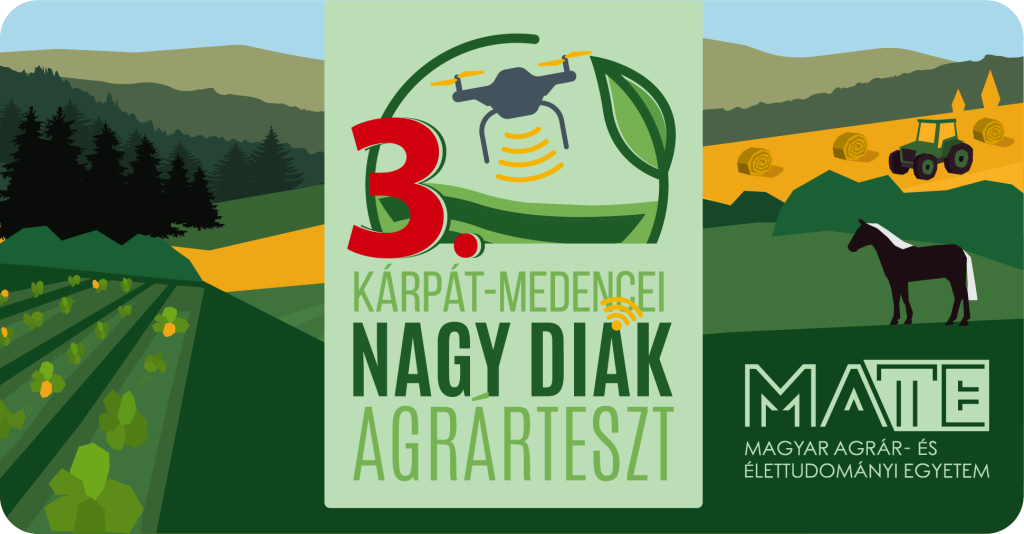 3.
KÁRPÁT-MEDENCEI
NAGY DIÁK
AGRÁRTESZT
MATE
MAGYAR AGRÁR- ÉS
ÉLETTUDOMÁNYI EGYETEM